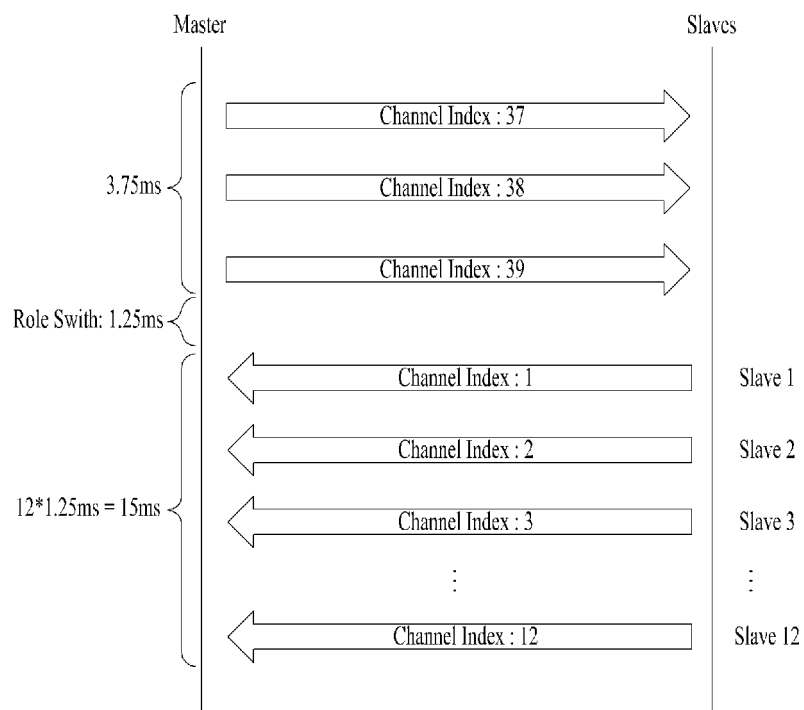 Master
Slaves
Channel Index : 37
3.75ms
Channel Index : 38
Channel Index : 39
Role Swith: 1.25ms
Channel Index : 1
Slave 1
Channel Index : 2
Slave 2
12*1.25ms = 15ms
Channel Index : 3
Slave 3
Channel Index : 12
Slave 12